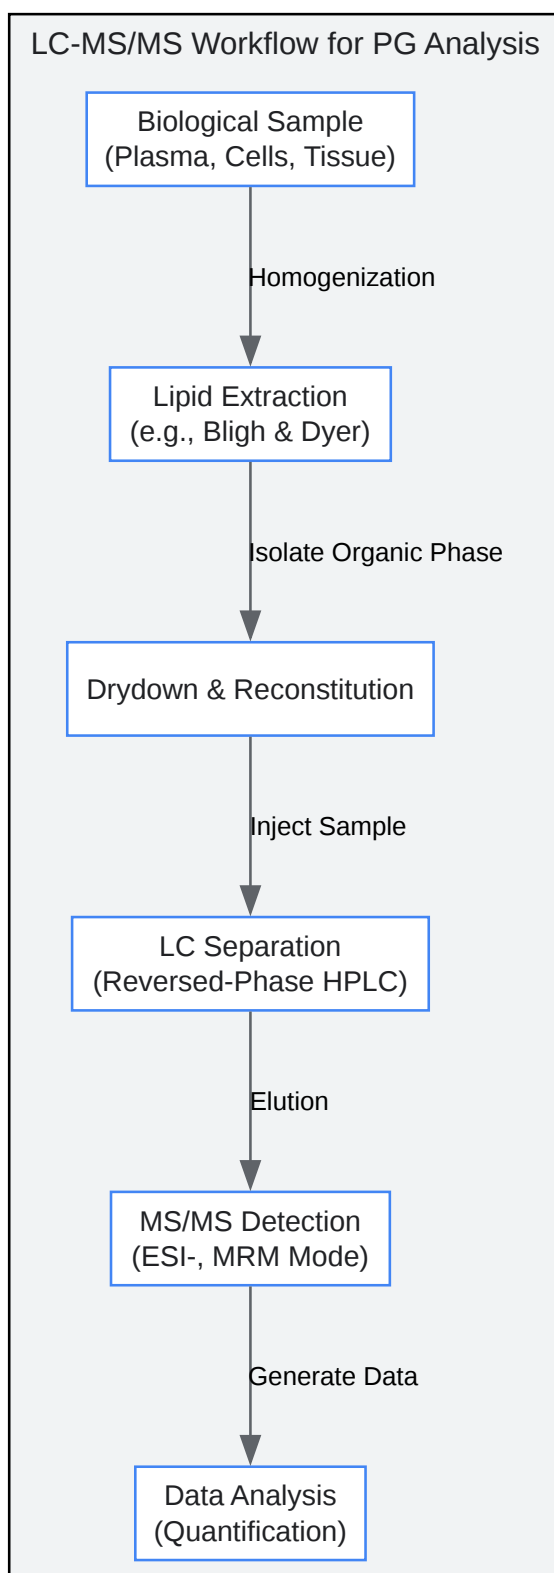 LC-MS/MS Workflow for PG Analysis
Biological Sample
(Plasma, Cells, Tissue)
Homogenization
Lipid Extraction
(e.g., Bligh & Dyer)
Isolate Organic Phase
Drydown & Reconstitution
Inject Sample
LC Separation
(Reversed-Phase HPLC)
Elution
MS/MS Detection
(ESI-, MRM Mode)
Generate Data
Data Analysis
(Quantification)